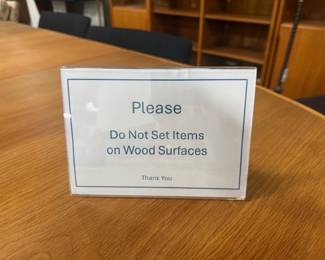 Please
Do Not Set Items
on Wood Surfaces
Thank You